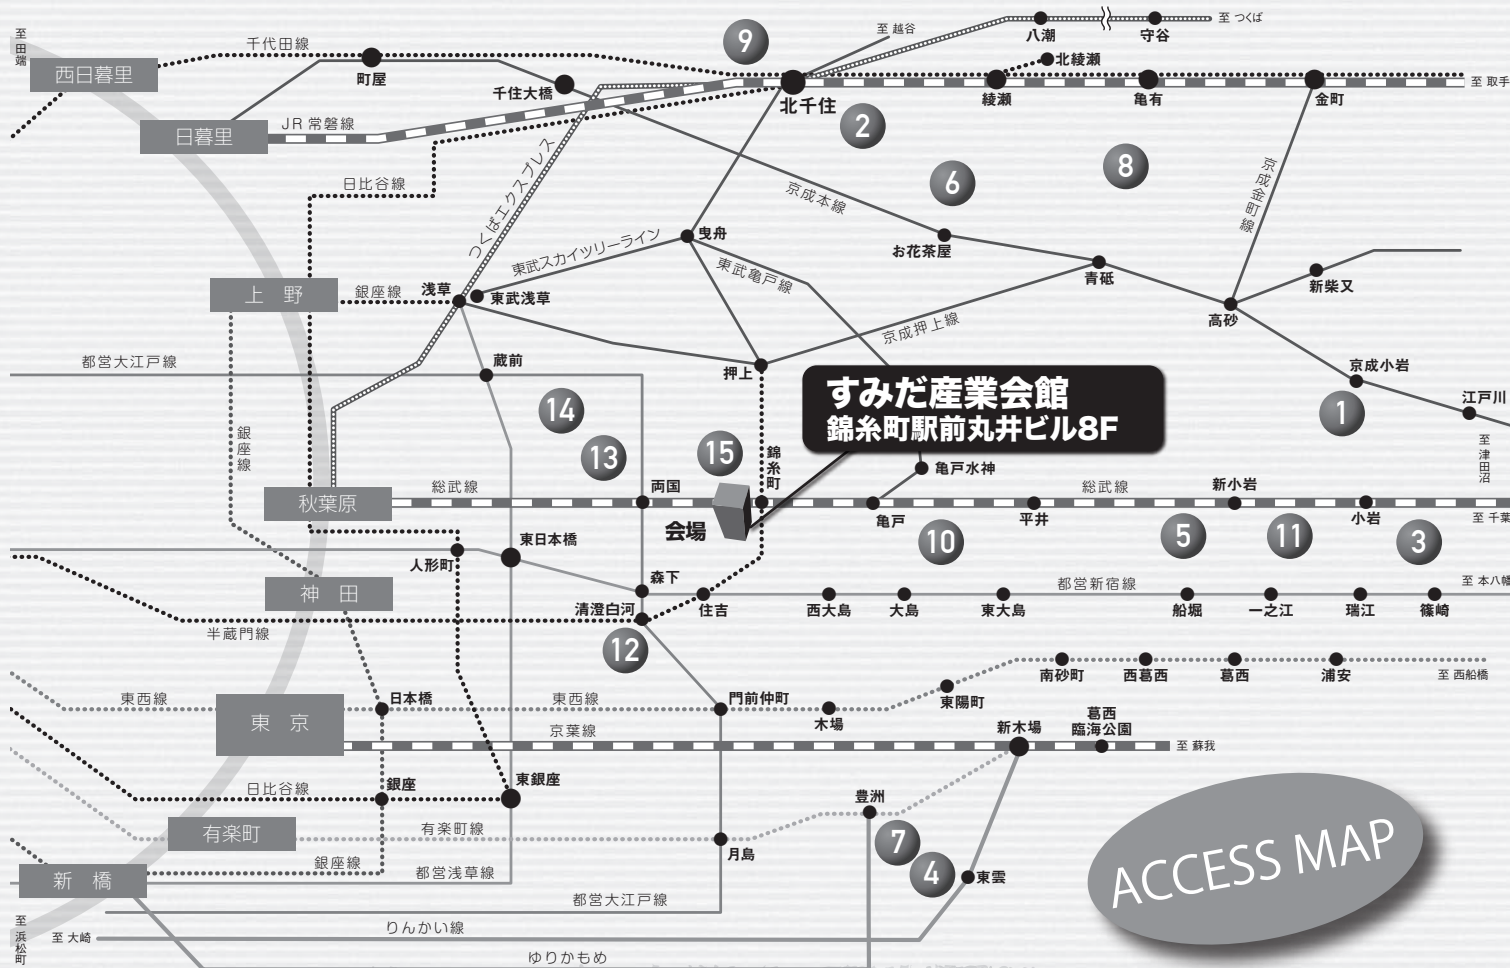 至 田端
西日暮里
千代田線
町屋
千住大橋
9
至 越谷
八潮
守谷
至 つくば
北綾瀬
北千住
綾瀬
亀有
金町
至 取手
日暮里
JR 常磐線
2
日比谷線
つくばエクスプレス
京成本線
6
8
京成金町線
上 野
銀座線
浅草
東武浅草
東武スカイツリーライン
曳舟
東武亀戸線
お花茶屋
青砥
新柴又
高砂
京成押上線
都営大江戸線
蔵前
押上
すみだ産業会館
錦糸町駅前丸井ビル8F
京成小岩
1
江戸川
至 津田沼
14
13
15
銀座線
錦糸町
亀戸水神
秋葉原
総武線
両国
会場
亀戸
平井
総武線
新小岩
小岩
至 千葉
10
5
11
3
人形町
東日本橋
神 田
森下
清澄白河
住吉
西大島
大島
東大島
都営新宿線
船堀
一之江
瑞江
篠崎
至 本八幡
半蔵門線
12
東西線
東 京
日本橋
東西線
門前仲町
木場
東陽町
南砂町
西葛西
葛西
浦安
至 西船橋
京葉線
新木場
葛西
臨海公園
至 蘇我
日比谷線
銀座
東銀座
豊洲
有楽町
有楽町線
月島
7
4
東雲
新 橋
銀座線
都営浅草線
都営大江戸線
至 浜松町
至 大崎
りんかい線
ゆりかもめ
ACCESS MAP